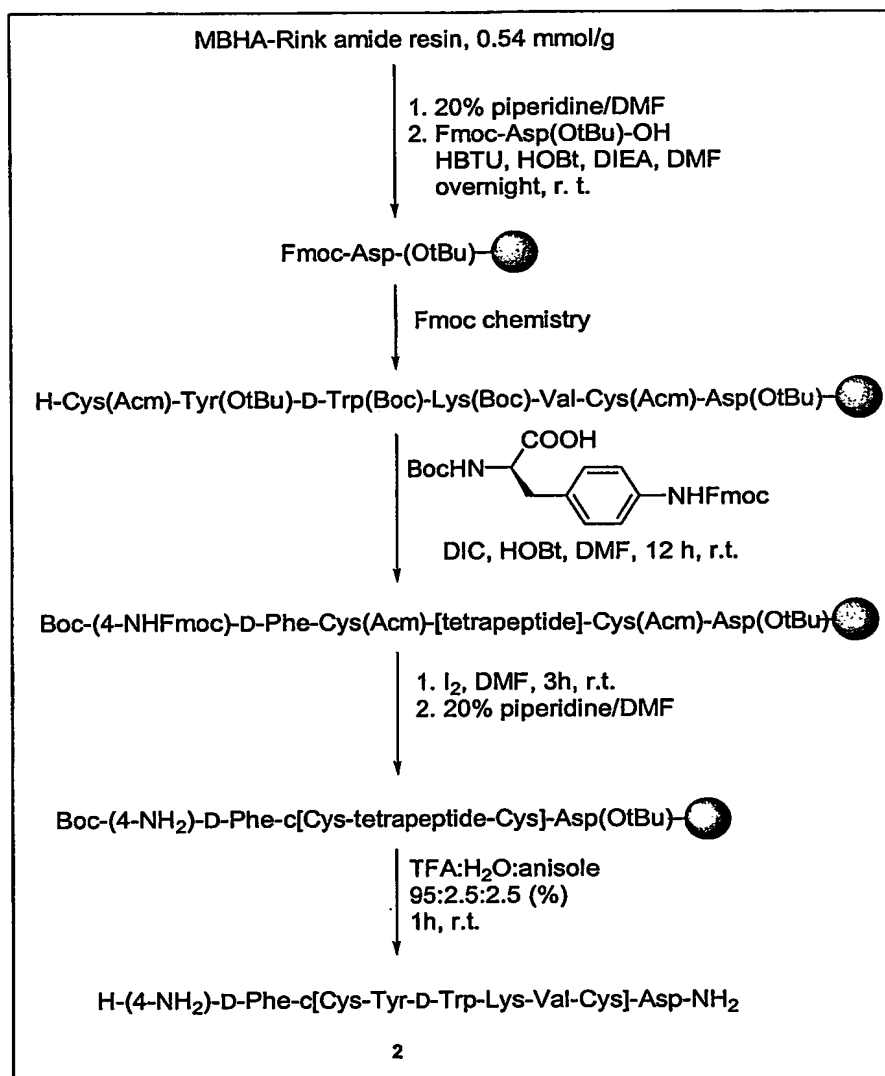 MBHA-Rink amide resin, 0.54 mmol/g
1. 20% piperidine/DMF
2. Fmoc-Asp(OtBu)-OH
HBTU, HOBt, DIEA, DMF
overnight, r. t.
Fmoc-Asp-(OtBu)
Fmoc chemistry
H-Cys(Acm)-Tyr(OtBu)-D-Trp(Boc)-Lys(Boc)-Val-Cys(Acm)-Asp(OtBu)
COOH
BocHN
NHFmoc
DIC, HOBt, DMF, 12 h, r.t.
Boc-(4-NHFmoc)-D-Phe-Cys(Acm)-[tetrapeptide]-Cys(Acm)-Asp(OtBu)
1. I₂, DMF, 3h, r.t.
2. 20% piperidine/DMF
Boc-(4-NH₂)-D-Phe-c[Cys-tetrapeptide-Cys]-Asp(OtBu)
TFA:H₂O:anisole
95:2.5:2.5 (%)
1h, r.t.
H-(4-NH₂)-D-Phe-c[Cys-Tyr-D-Trp-Lys-Val-Cys]-Asp-NH₂
2